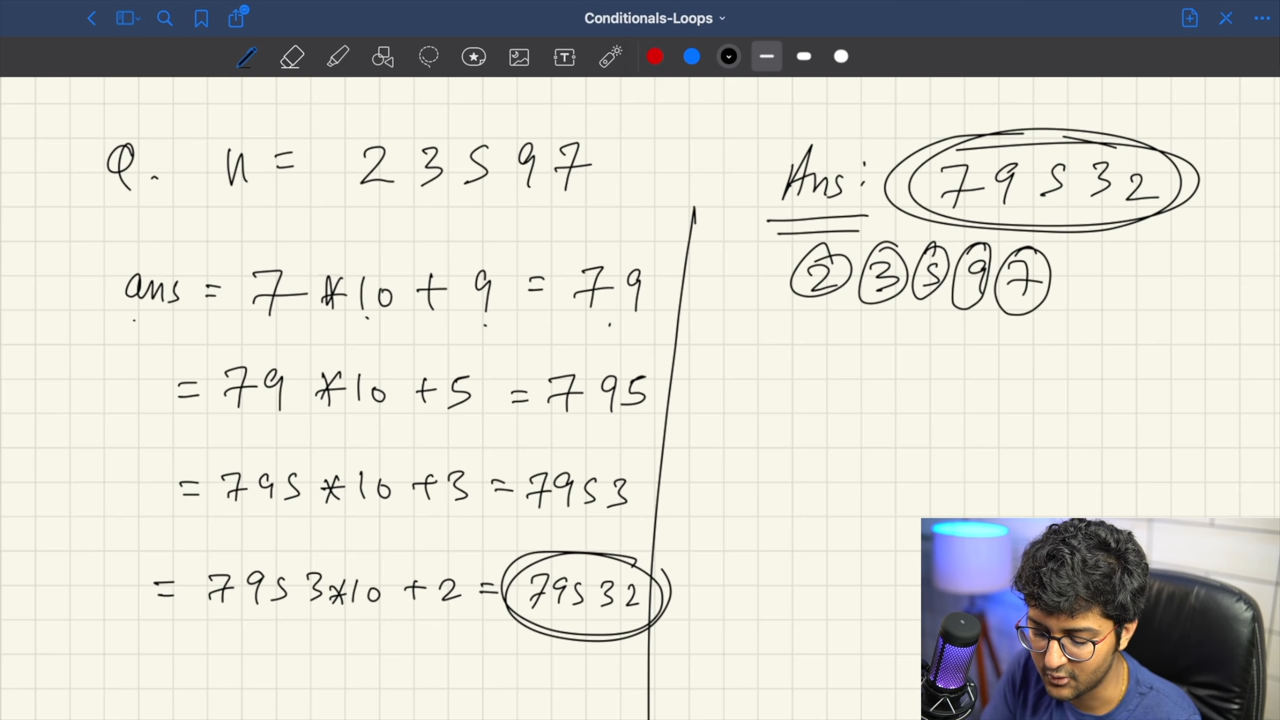 Conditionals-Loops
T
Q. n = 23597
ans = 7 * 10 + 9 = 79
= 79 * 10 + 5 = 795
= 795 * 10 + 3 = 7953
= 7953 * 10 + 2 = 79532
Ans: 79532
2 3 5 9 7